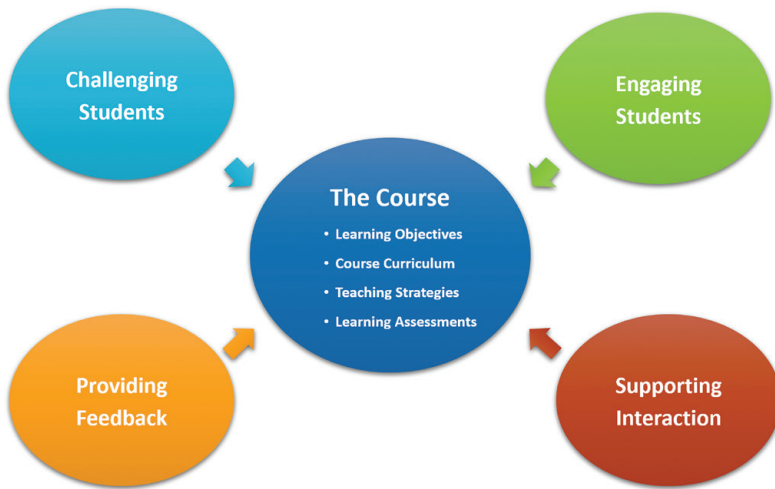 Challenging
Students
Engaging
Students
The Course
• Learning Objectives
• Course Curriculum
• Teaching Strategies
• Learning Assessments
Providing
Feedback
Supporting
Interaction